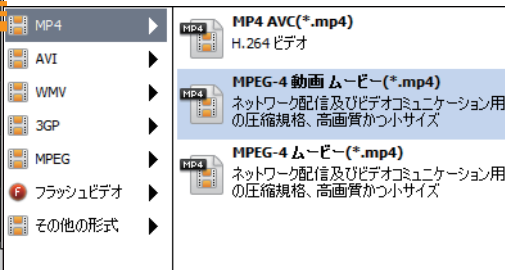 MP4
AVI
WMV
3GP
MPEG
フラッシュビデオ
その他の形式
MP4
MP4 AVC(*.mp4)
H.264 ビデオ
MP4
MPEG-4 動画 ムービー(*.mp4)
ネットワーク配信及びビデオコミュニケーション用
の圧縮規格、高画質かつ小サイズ
MP4
MPEG-4 ムービー(*.mp4)
ネットワーク配信及びビデオコミュニケーション用
の圧縮規格、高画質かつ小サイズ